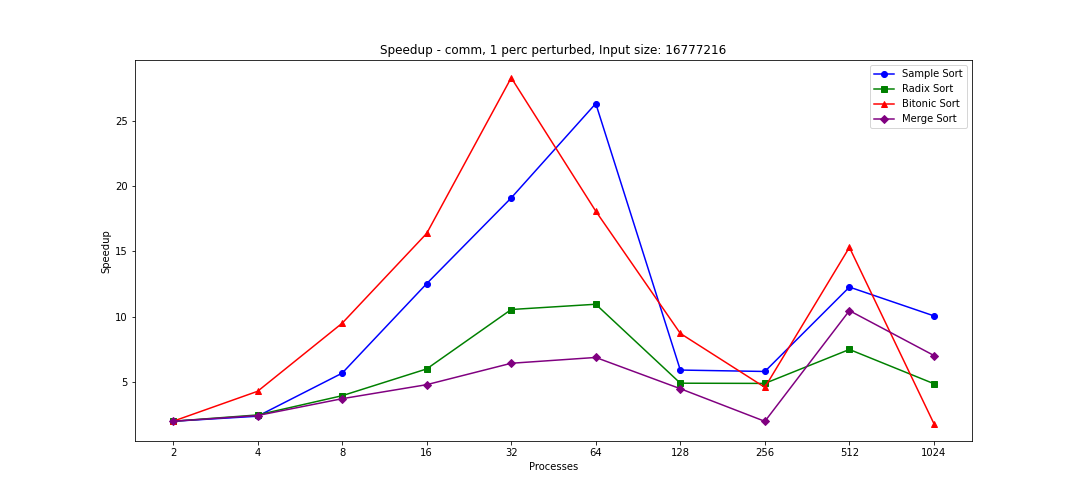 Speedup - comm, 1 perc perturbed, Input size: 16777216
Sample Sort
Radix Sort
Bitonic Sort
Merge Sort
25
20
15
10
5
Speedup
2 4 8 16 32 64 128 256 512 1024
Processes